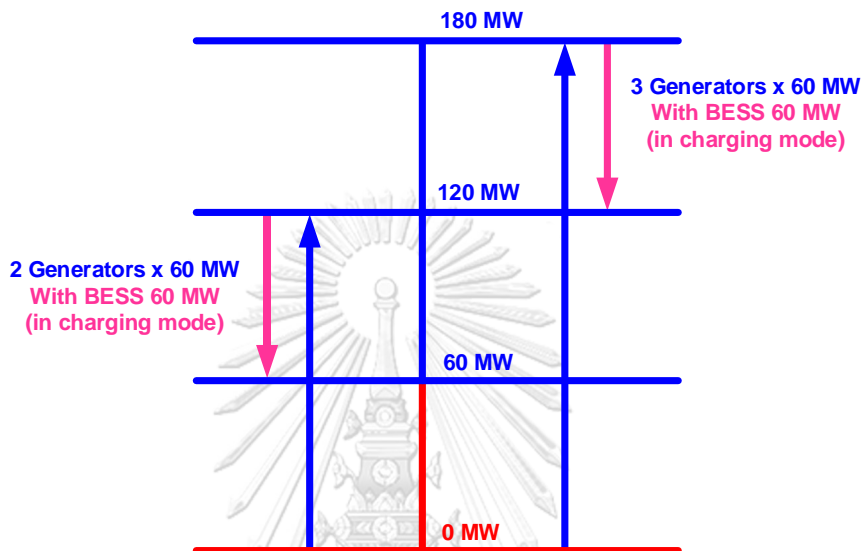 180 MW
3 Generators x 60 MW
With BESS 60 MW
(in charging mode)
120 MW
2 Generators x 60 MW
With BESS 60 MW
(in charging mode)
60 MW
0 MW